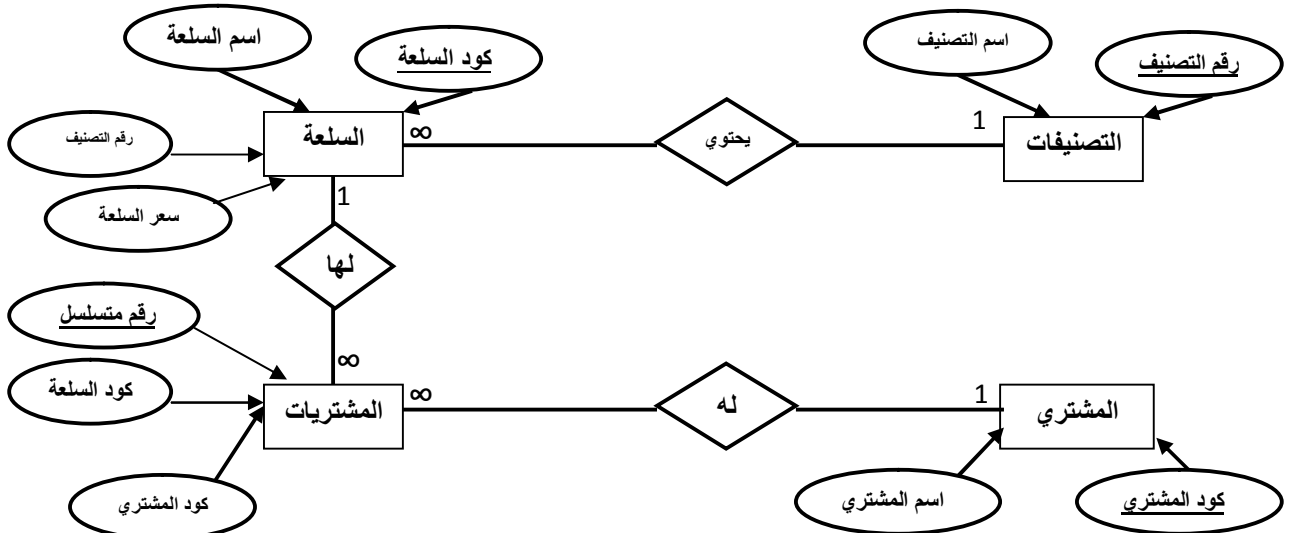 اسم السلعة
كود السلعة
اسم التصنيف
رقم التصنيف
رقم التصنيف
السلعة
∞
يحتوي
1
التصنيفات
سعر السلعة
1
لها
رقم متسلسل
∞
كود السلعة
المشتريات
∞
له
1
المشتري
كود المشتري
اسم المشتري
كود المشتري